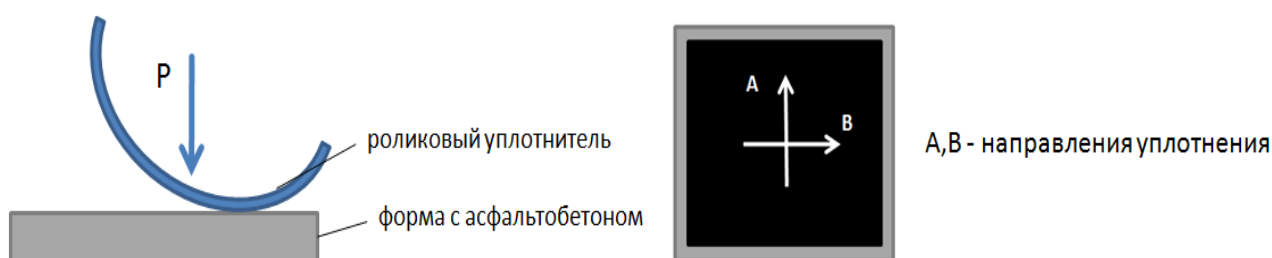 P
роликовый уплотнитель
форма с асфальтобетоном
A
B
A,B - направления уплотнения